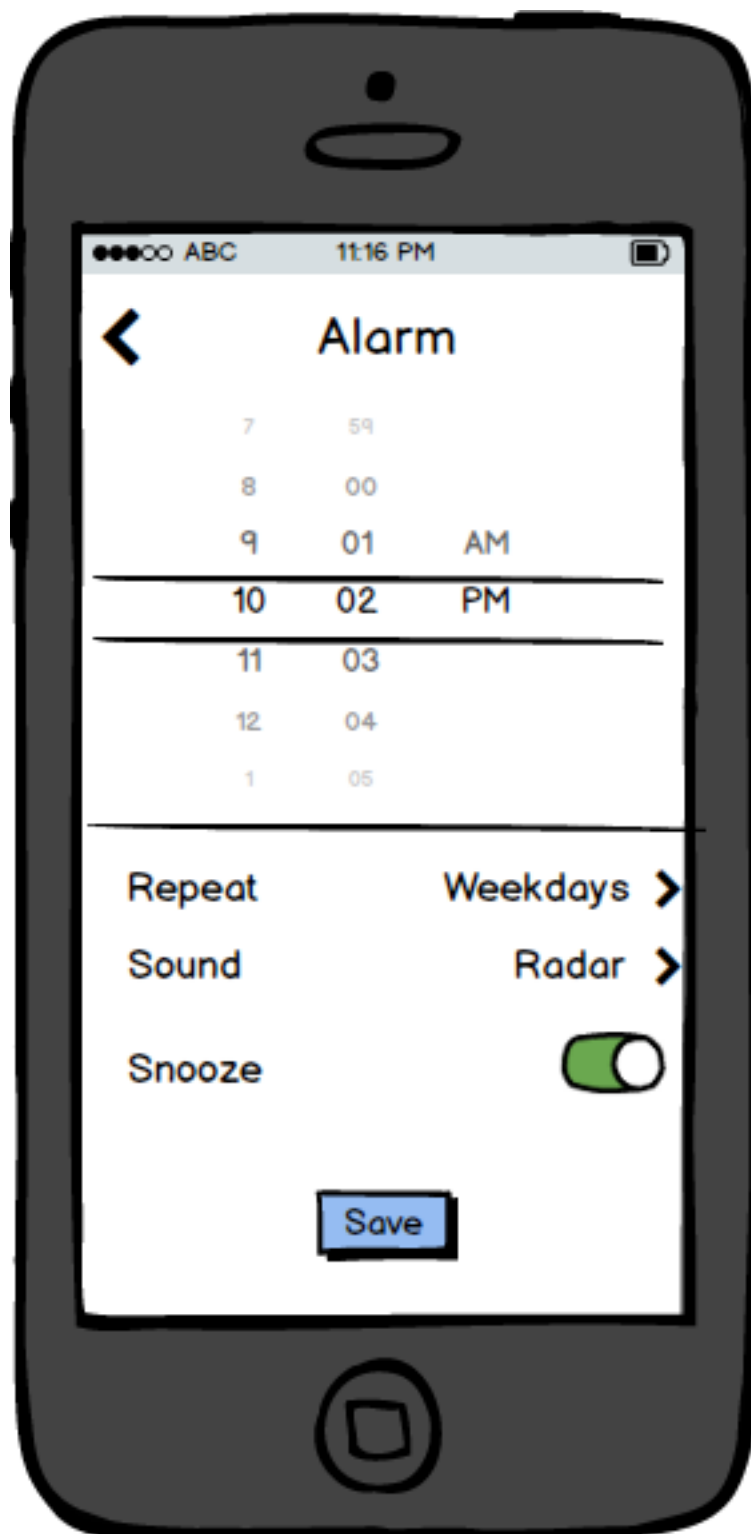 ABC 11:16 PM
Alarm
7 59
8 00
9 01 AM
10 02 PM
11 03
12 04
1 05
Repeat Weekdays
Sound Radar
Snooze
Save